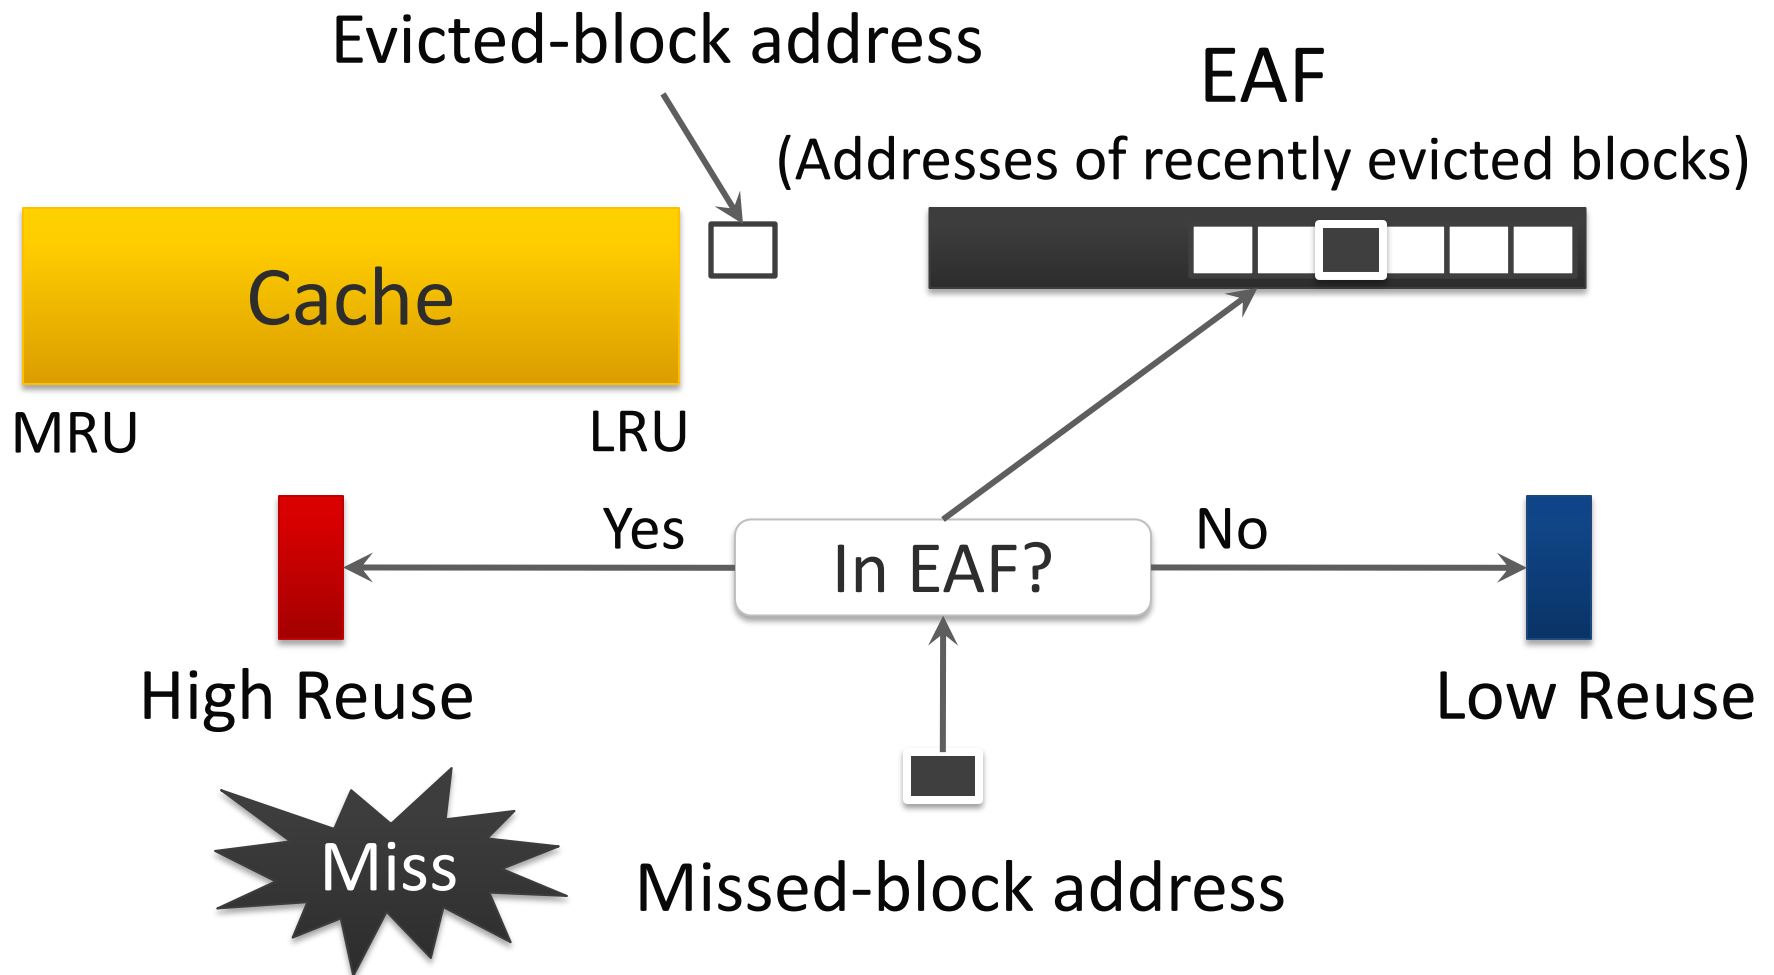 Evicted-block address
EAF
(Addresses of recently evicted blocks)
Cache
MRU
LRU
Yes
In EAF?
No
High Reuse
Low Reuse
Miss
Missed-block address